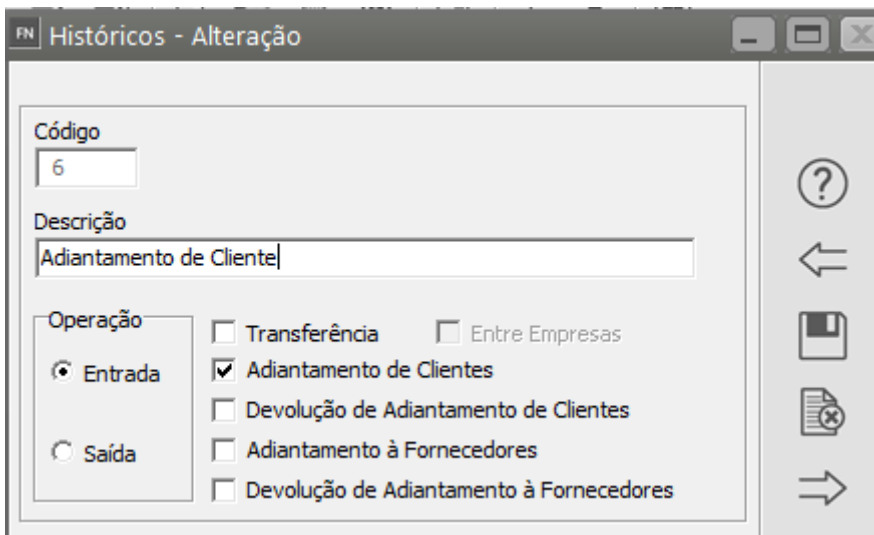 FN Históricos - Alteração
Código
6
Descrição
Adiantamento de Cliente
Operação
Entrada
Saída
Transferência Entre Empresas
Adiantamento de Clientes
Devolução de Adiantamento de Clientes
Adiantamento à Fornecedores
Devolução de Adiantamento à Fornecedores
?